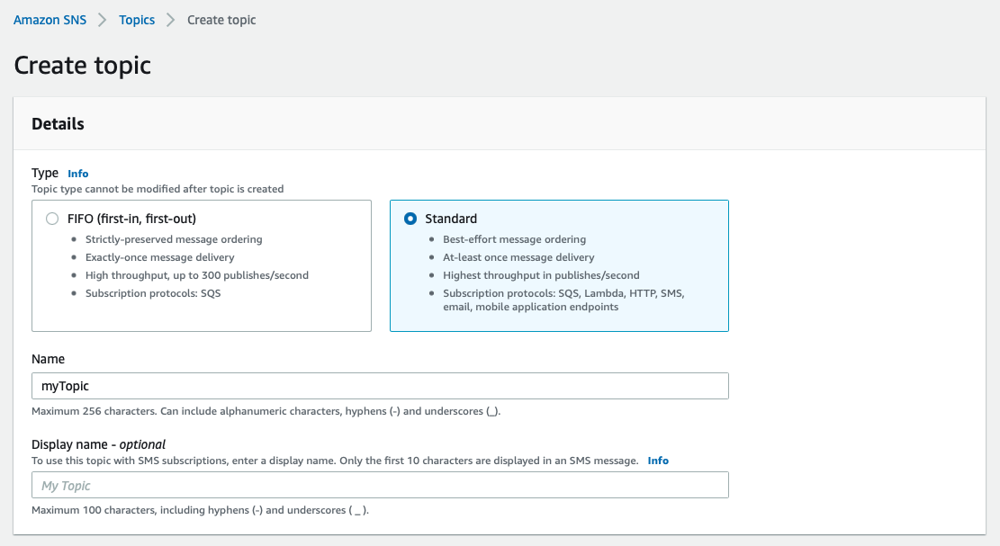 Amazon SNS > Topics > Create topic
Create topic
Details
Type Info
Topic type cannot be modified after topic is created
FIFO (first-in, first-out)
• Strictly-preserved message ordering
• Exactly-once message delivery
• High throughput, up to 300 publishes/second
• Subscription protocols: SQS
Standard
• Best-effort message ordering
• At-least once message delivery
• Highest throughput in publishes/second
• Subscription protocols: SQS, Lambda, HTTP, SMS,
email, mobile application endpoints
Name
myTopic
Maximum 256 characters. Can include alphanumeric characters, hyphens (-) and underscores (_).
Display name - optional
To use this topic with SMS subscriptions, enter a display name. Only the first 10 characters are displayed in an SMS message. Info
My Topic
Maximum 100 characters, including hyphens (-) and underscores ( _ ).